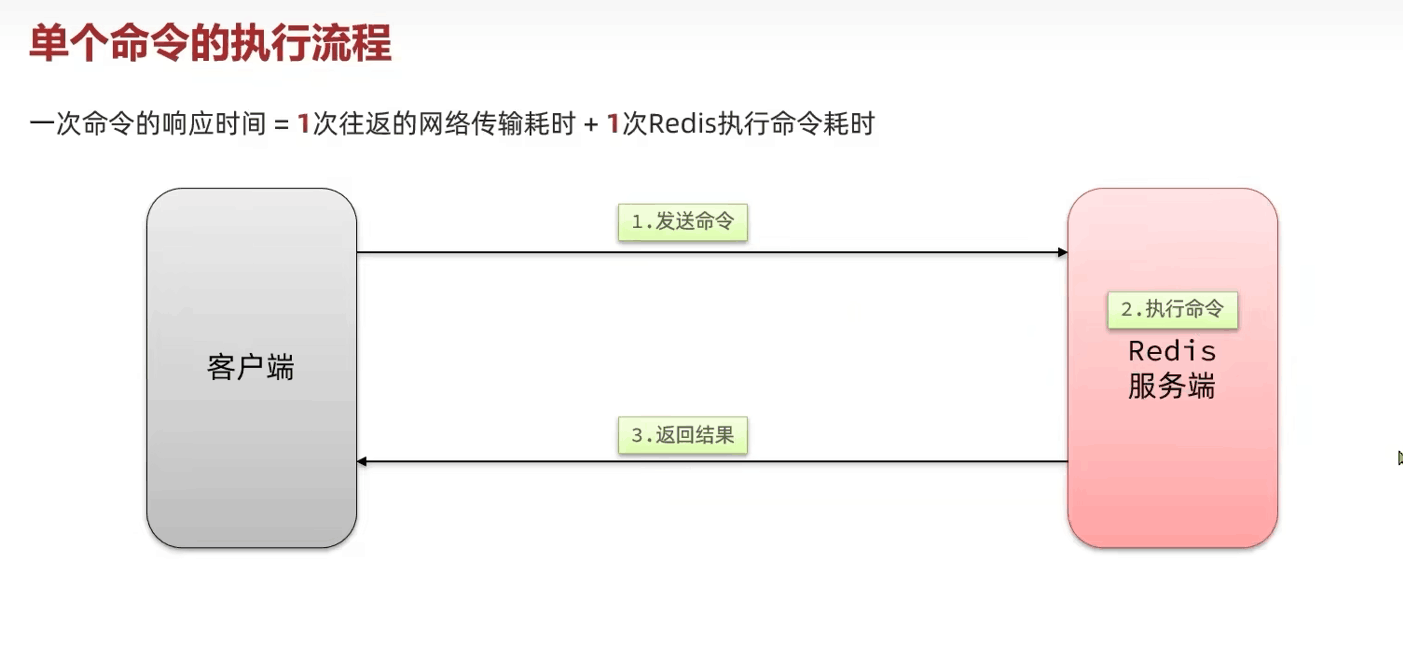 单个命令的执行流程
一次命令的响应时间 = 1次往返的网络传输耗时 + 1次Redis执行命令耗时
1.发送命令
2.执行命令
客户端
Redis
服务端
3.返回结果